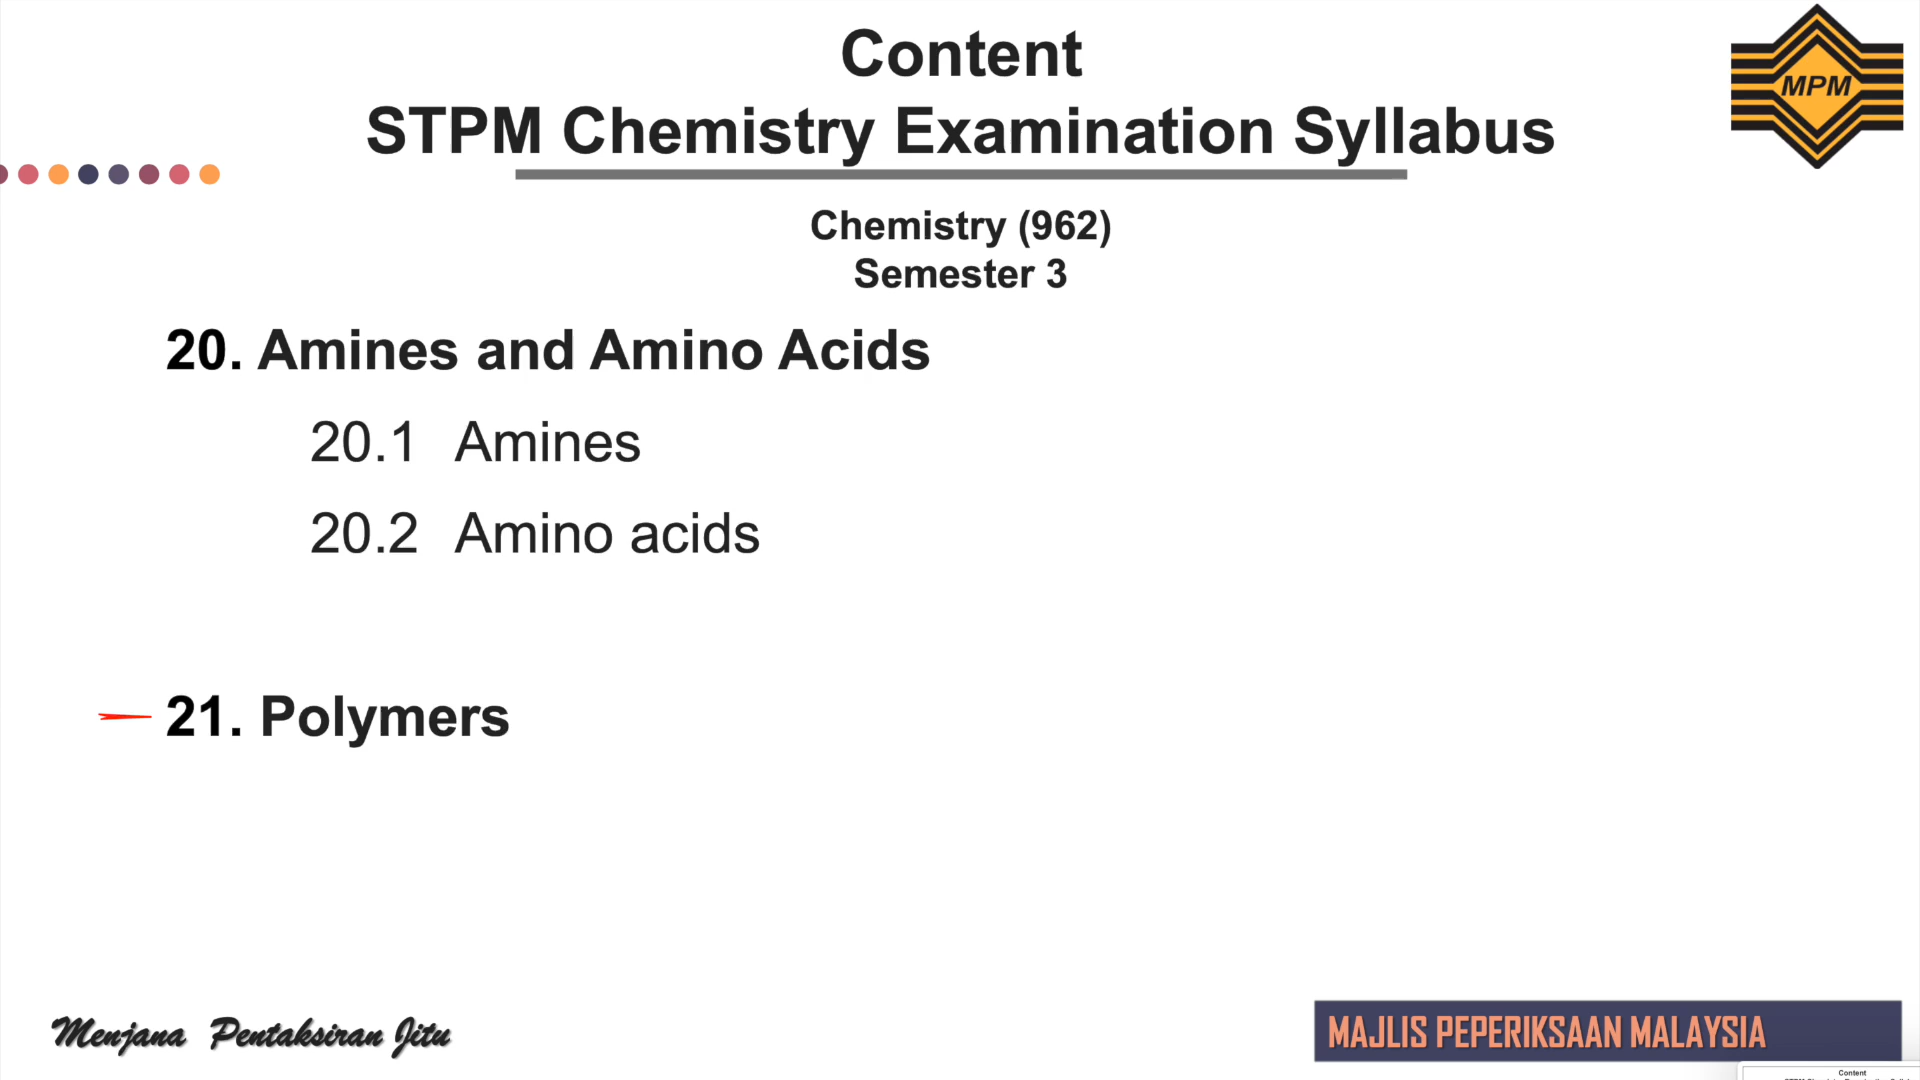 Content
STPM Chemistry Examination Syllabus
MPM
Chemistry (962)
Semester 3
20. Amines and Amino Acids
20.1 Amines
20.2 Amino acids
21. Polymers
Menjana Pentaksiran Jitu
MAJLIS PEPERIKSAAN MALAYSIA
Content